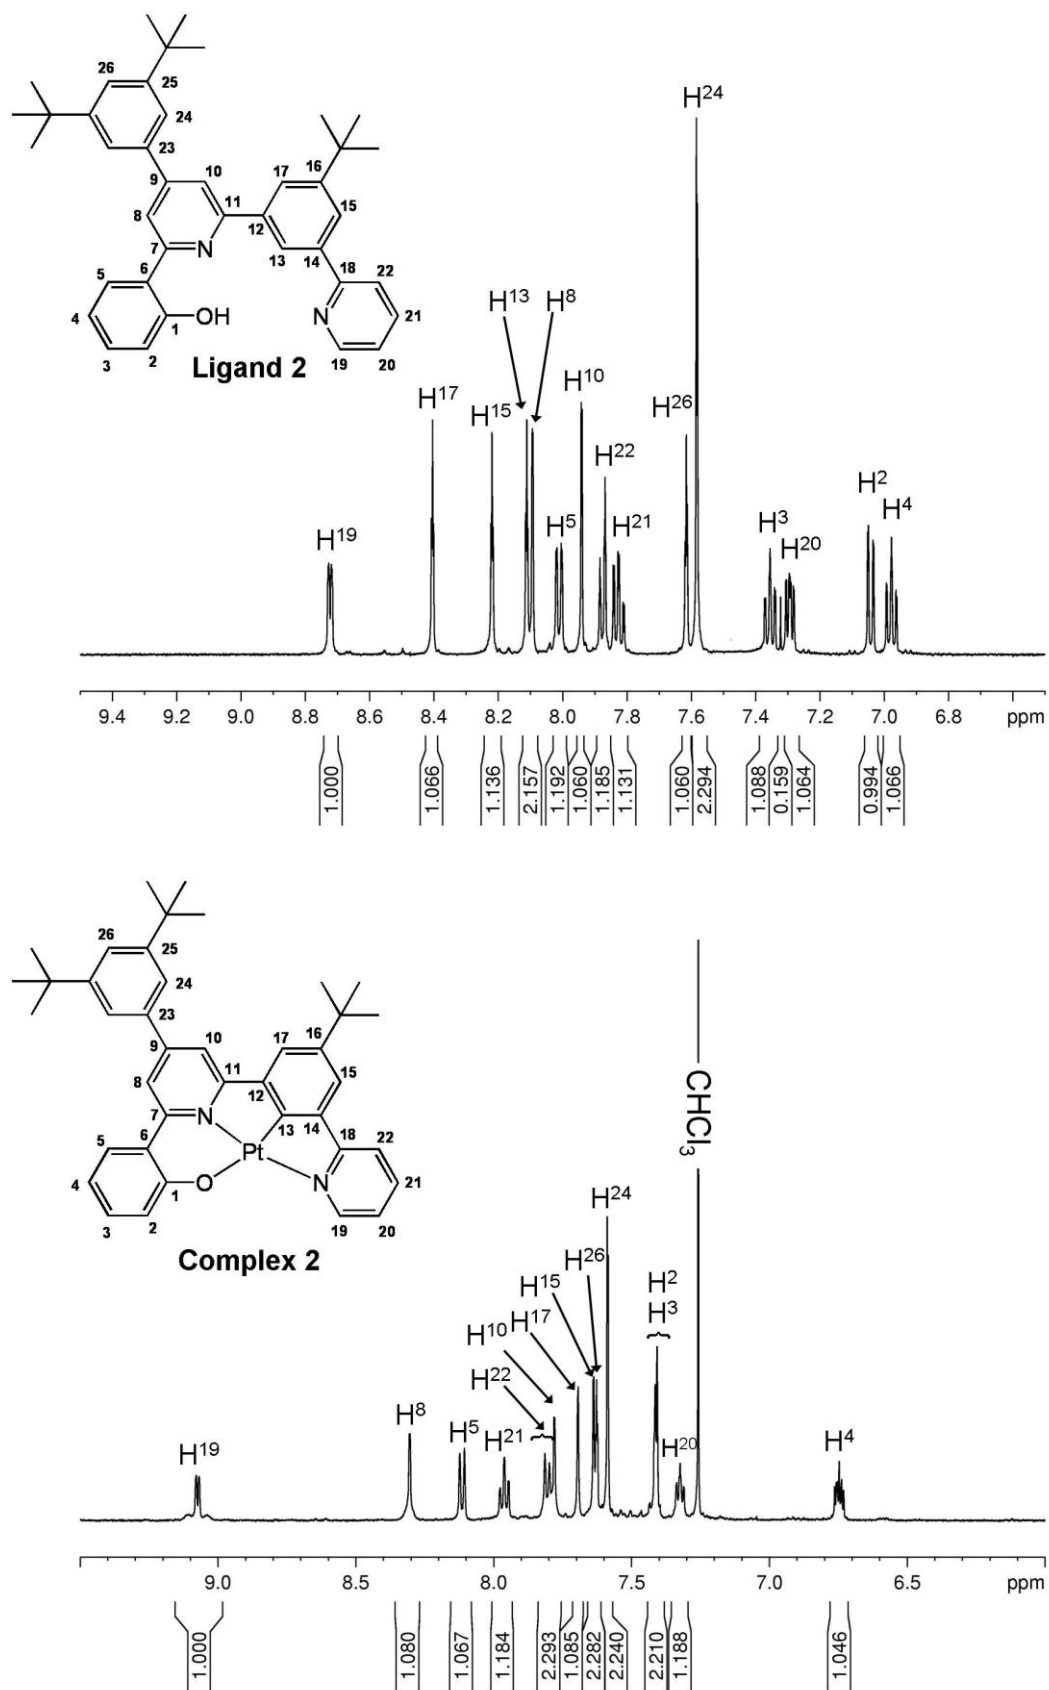 26
25
24
23
9
10
17
16
15
11
12
8
7
N
13
14
18
22
6
5
N
21
4
1
OH
3
2
19
20
Ligand 2
H24
H13
H8
H17
H15
H10
H26
H22
H19
H5
H21
H3
H20
H2
H4
9.4 9.2 9.0 8.8 8.6 8.4 8.2 8.0 7.8 7.6 7.4 7.2 7.0 6.8 ppm
1.000 1.066 1.136 2.157 1.192 1.060 1.185 1.131 1.060 2.294 1.088 0.159 1.064 0.994 1.066
26
25
24
23
9
10
17
16
15
11
12
8
7
N
13
14
18
22
6
5
Pt
N
21
4
1
O
3
2
19
20
Complex 2
CHCl3
H24
H26
H15
H17
H10
H22
H2
H3
H19
H8
H5
H21
H20
H4
9.0 8.5 8.0 7.5 7.0 6.5 ppm
1.000 1.080 1.067 1.184 2.293 1.085 2.282 2.240 2.210 1.188 1.046